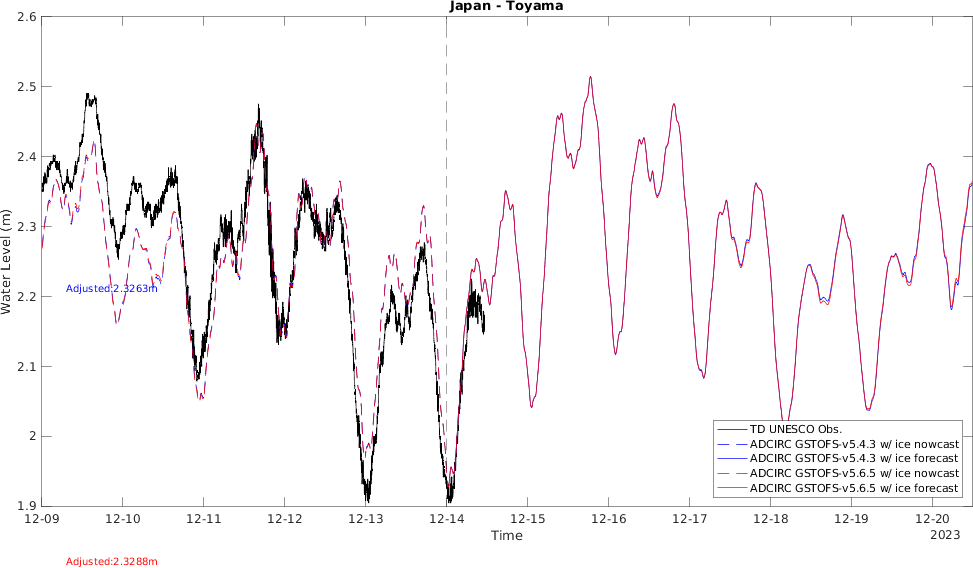 Japan - Toyama
2.6
2.5
2.4
2.3
2.2
2.1
2
1.9
Water Level (m)
Adjusted:2.3263m
TD UNESCO Obs.
ADCIRC GSTOFS-v5.4.3 w/ ice nowcast
ADCIRC GSTOFS-v5.4.3 w/ ice forecast
ADCIRC GSTOFS-v5.6.5 w/ ice nowcast
ADCIRC GSTOFS-v5.6.5 w/ ice forecast
12-09 12-10 12-11 12-12 12-13 12-14 12-15 12-16 12-17 12-18 12-19 12-20
2023
Time
Adjusted:2.3288m